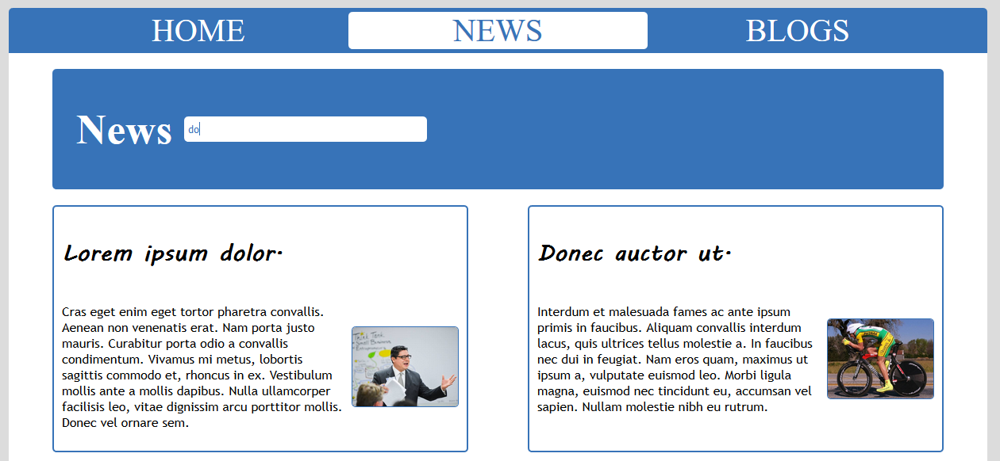 HOME NEWS BLOGS
News do
Lorem ipsum dolor.
Cras eget enim eget tortor pharetra convallis.
Aenean non venenatis erat. Nam porta justo
mauris. Curabitur porta odio a convallis
condimentum. Vivamus mi metus, lobortis
sagittis commodo et, rhoncus in ex. Vestibulum
mollis ante a mollis dapibus. Nulla ullamcorper
facilisis leo, vitae dignissim arcu porttitor mollis.
Donec vel ornare sem.
Think Tank
Small Business
Entrepreneurship
Donec auctor ut.
Interdum et malesuada fames ac ante ipsum
primis in faucibus. Aliquam convallis interdum
lacus, quis ultrices tellus molestie a. In faucibus
nec dui in feugiat. Nam eros quam, maximus ut
ipsum a, vulputate euismod leo. Morbi ligula
magna, euismod nec tincidunt eu, accumsan vel
sapien. Nullam molestie nibh eu rutrum.